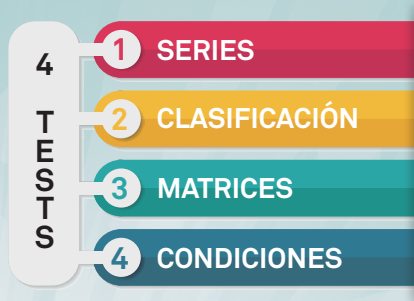 4 TESTS
1 SERIES
2 CLASIFICACIÓN
3 MATRICES
4 CONDICIONES